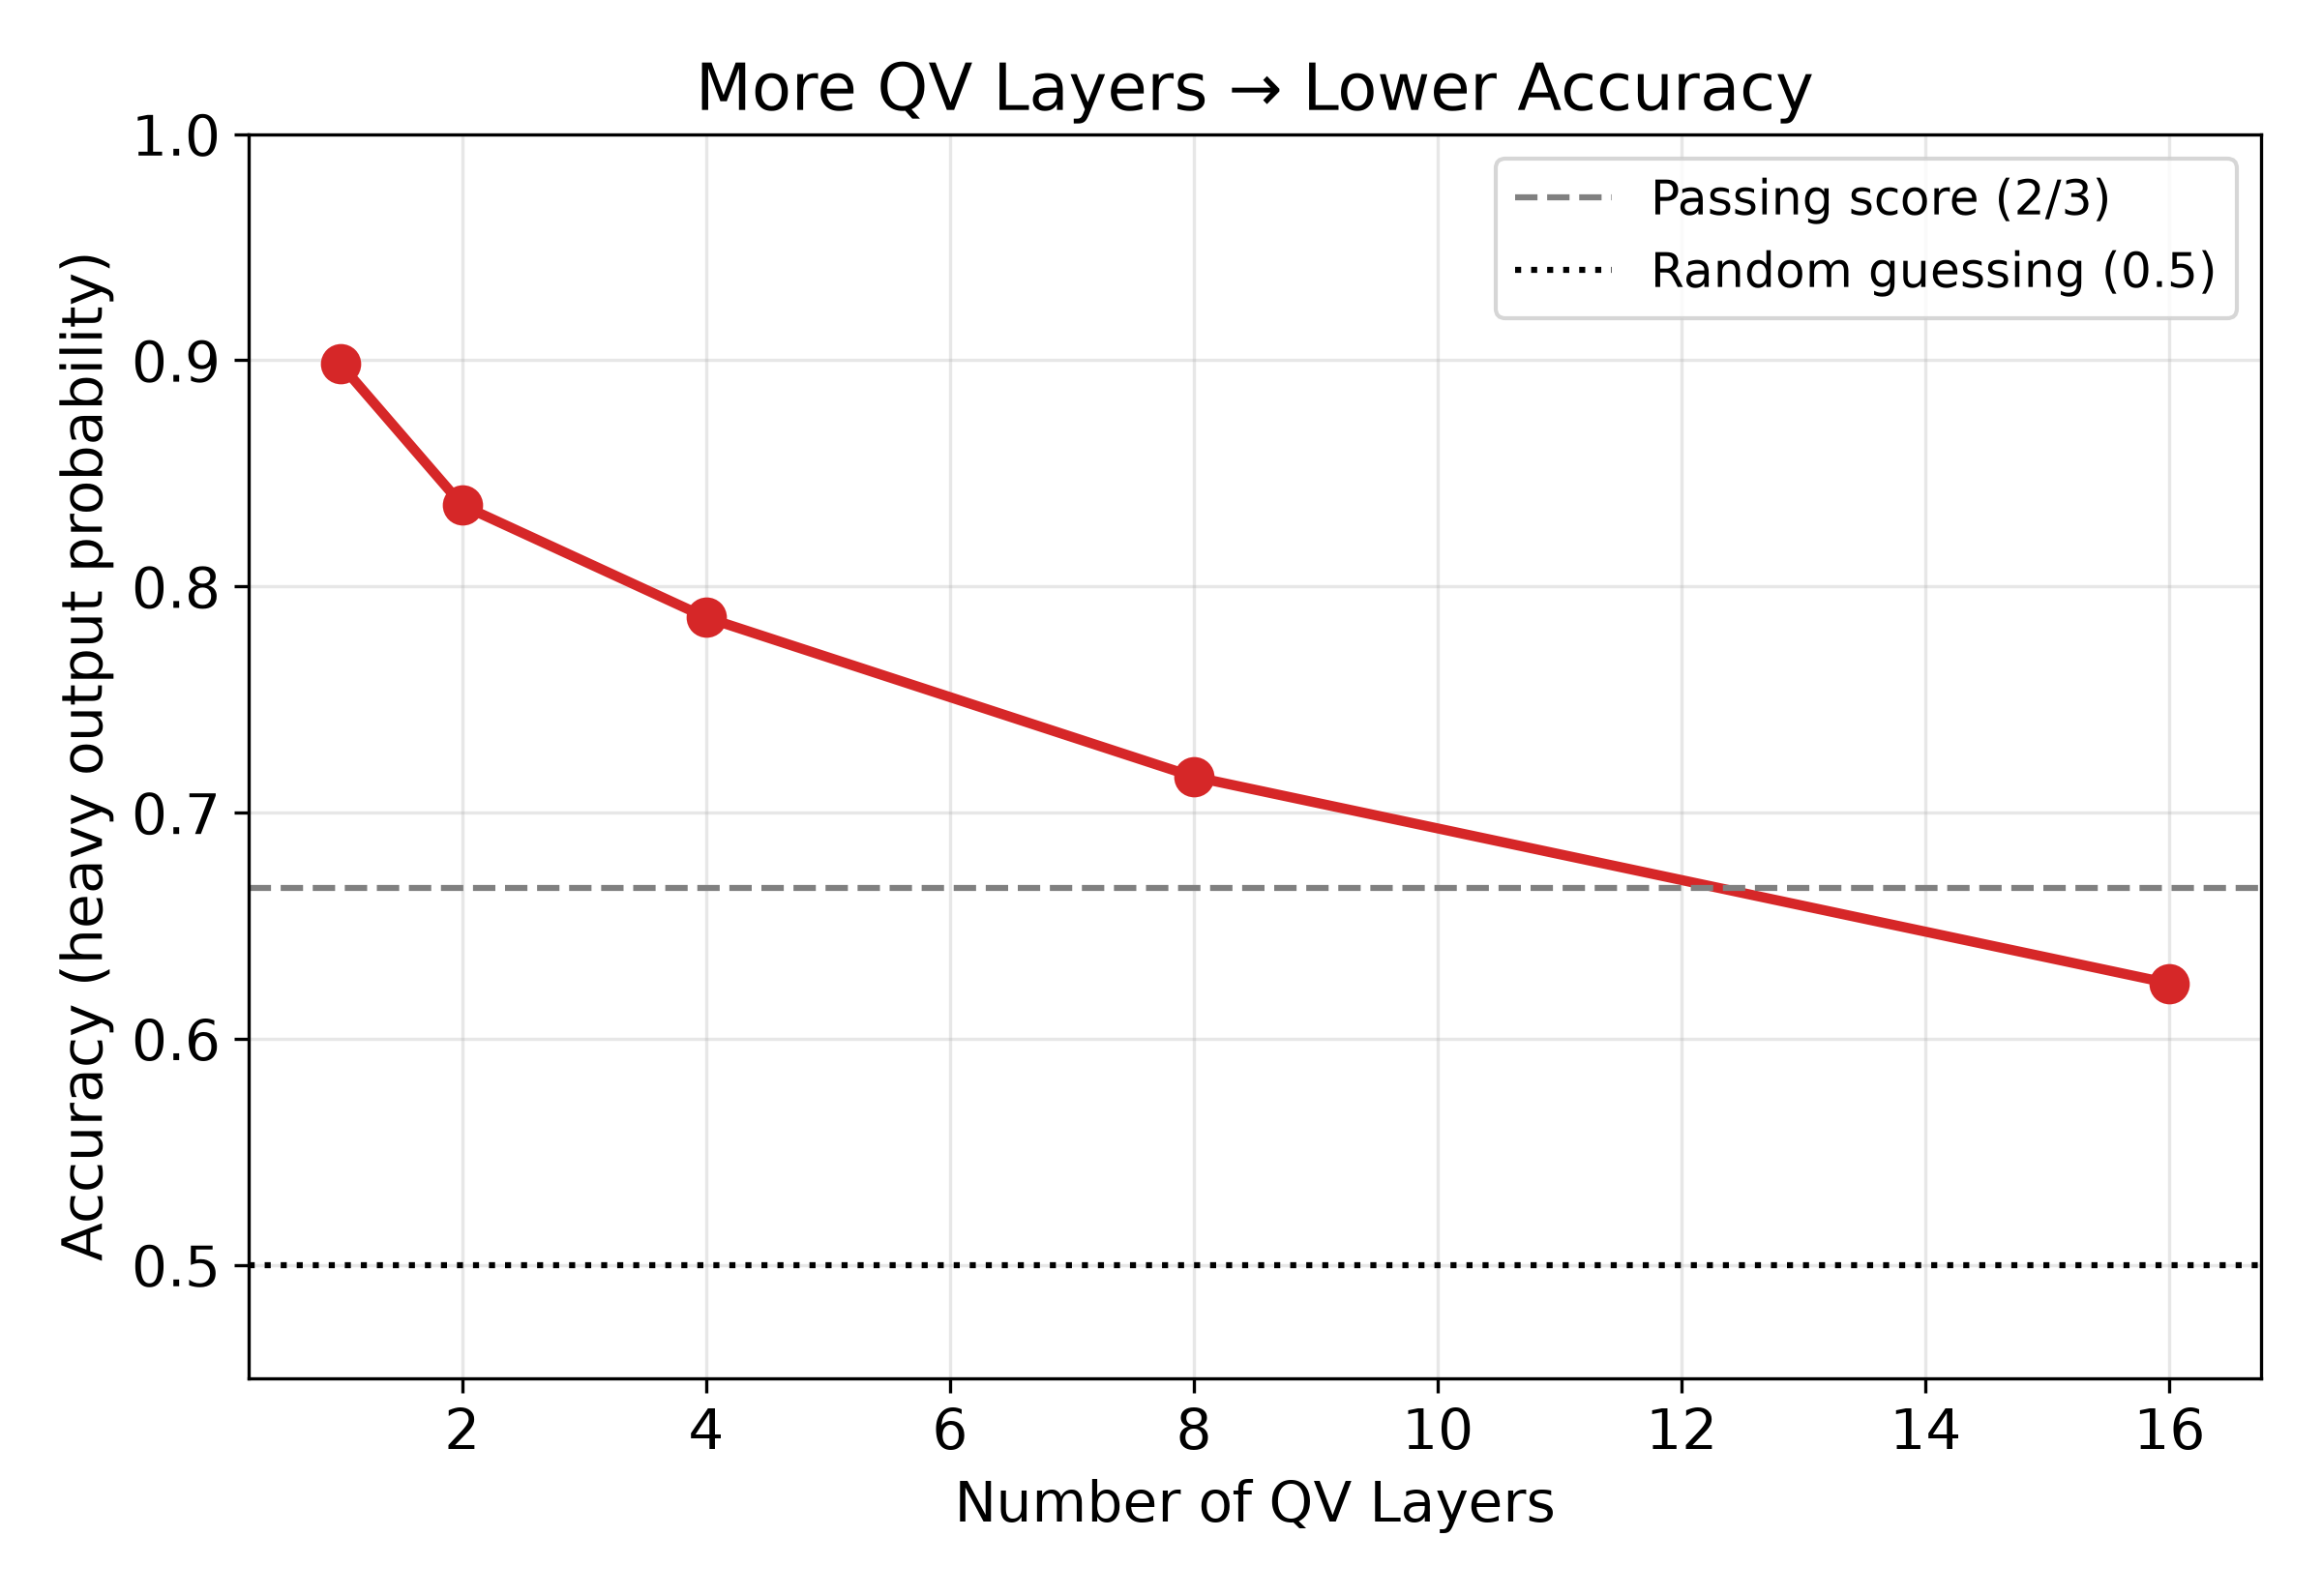 More QV Layers → Lower Accuracy
Passing score (2/3)
Random guessing (0.5)
Accuracy (heavy output probability)
1.0
0.9
0.8
0.7
0.6
0.5
2 4 6 8 10 12 14 16
Number of QV Layers